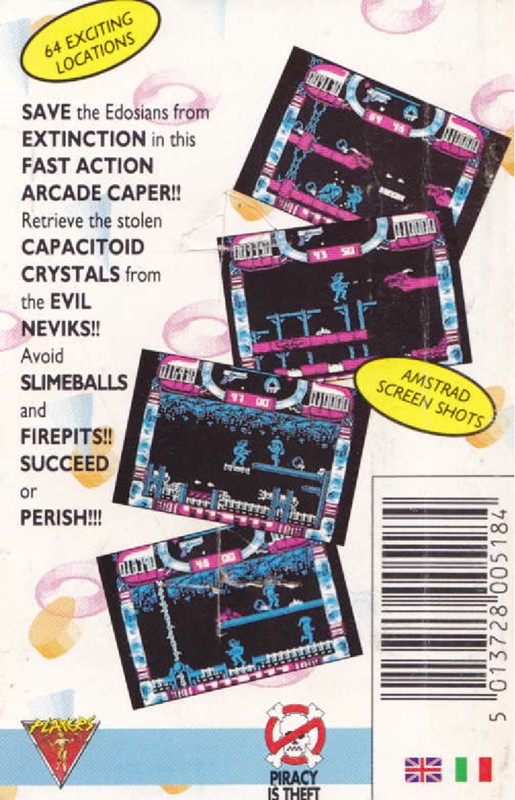 64 EXCITING
LOCATIONS
SAVE the Edosians from
EXTINCTION in this
FAST ACTION
ARCADE CAPER!!
Retrieve the stolen
CAPACITOID
CRYSTALS from
the EVIL
NEVIKS!!
Avoid
SLIMEBALLS
and
FIREPITS!!
SUCCEED
or
PERISH!!!
AMSTRAD
SCREEN SHOTS
93 50
5 013728 005184
PLAYERS
PIRACY
IS THEFT